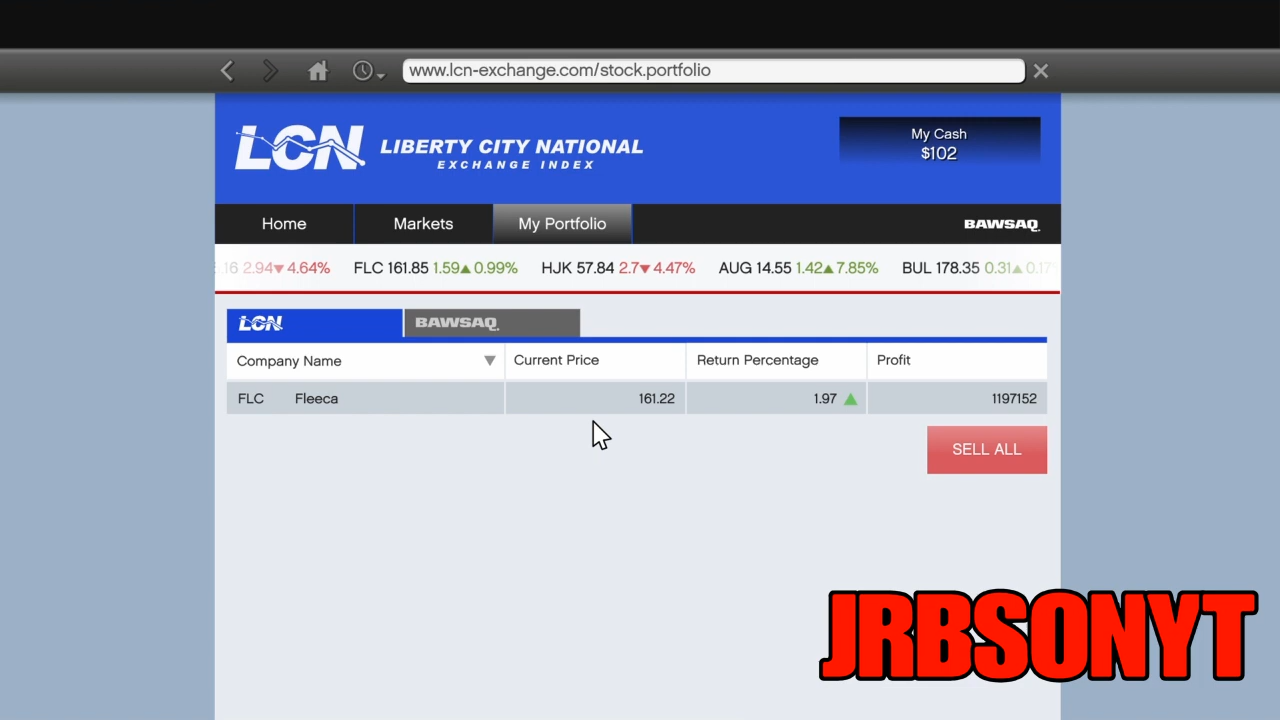 www.lcn-exchange.com/stock.portfolio
LCN LIBERTY CITY NATIONAL
EXCHANGE INDEX
My Cash
$102
Home Markets My Portfolio BAWSAQ
.16 2.94▼4.64% FLC 161.85 1.59▲0.99% HJK 57.84 2.7▼4.47% AUG 14.55 1.42▲7.85% BUL 178.35 0.31▲0.17
LCN BAWSAQ
Company Name ▼ Current Price Return Percentage Profit
FLC Fleeca 161.22 1.97 ▲ 1197152
SELL ALL
JRBSONYT